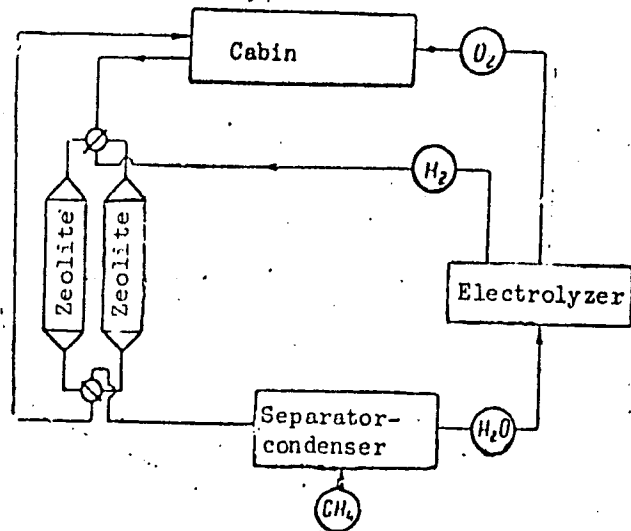 Cabin
O₂
H₂
Zeolite
Zeolite
Electrolyzer
Separator-
condenser
H₂O
CH₄